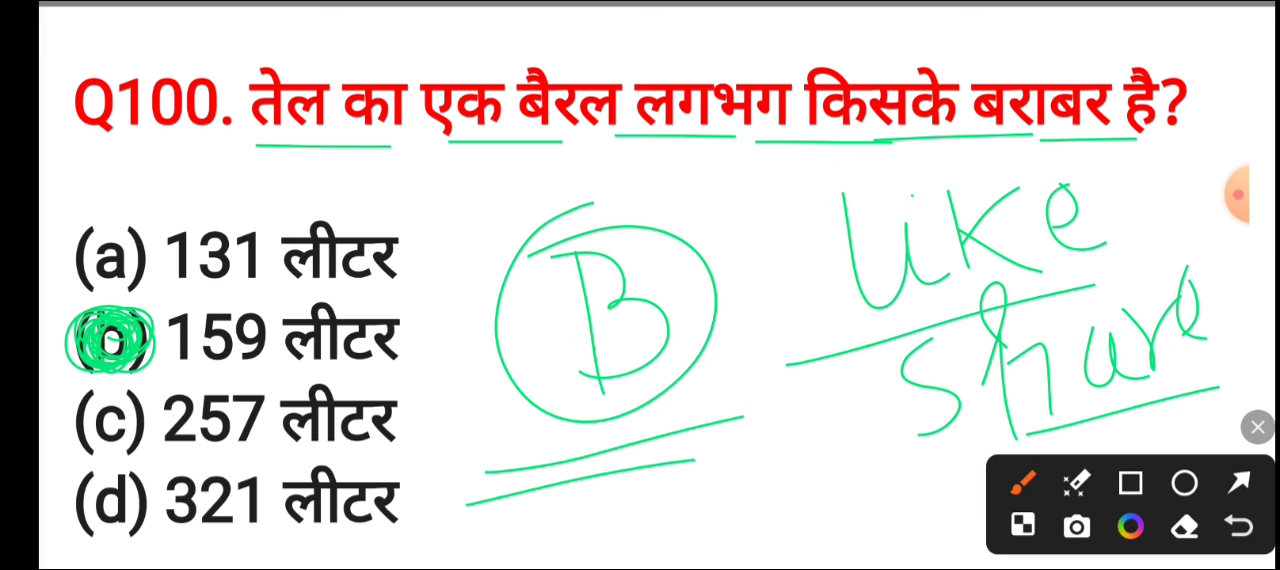 Q100. तेल का एक बैरल लगभग किसके बराबर है?
(a) 131 लीटर
(b) 159 लीटर
(c) 257 लीटर
(d) 321 लीटर
B
Like
Share